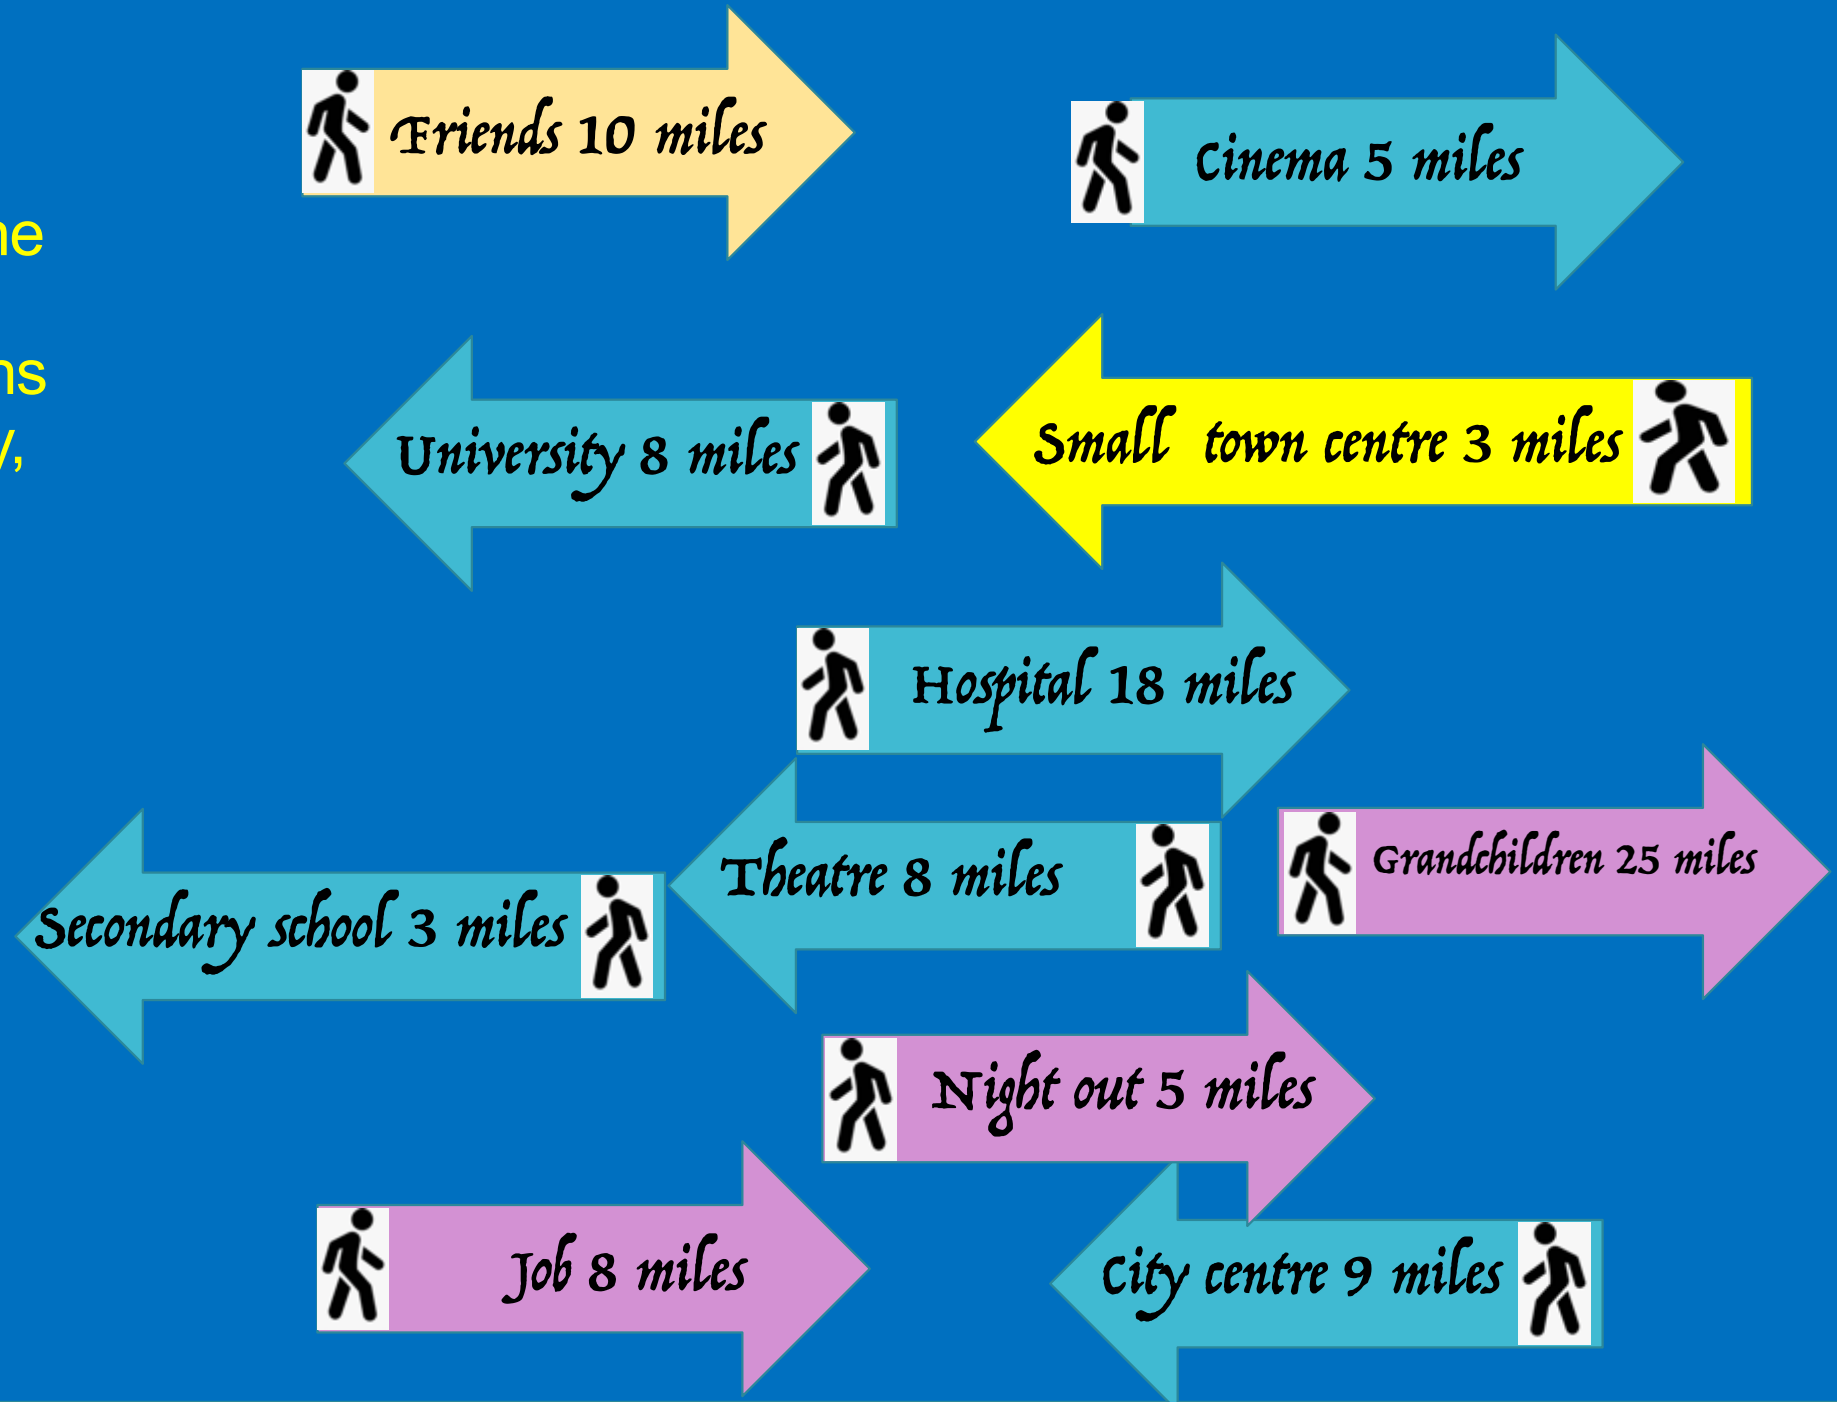 Friends 10 miles
Cinema 5 miles
University 8 miles
Small town centre 3 miles
Hospital 18 miles
Theatre 8 miles
Grandchildren 25 miles
Secondary school 3 miles
Night out 5 miles
Job 8 miles
City centre 9 miles